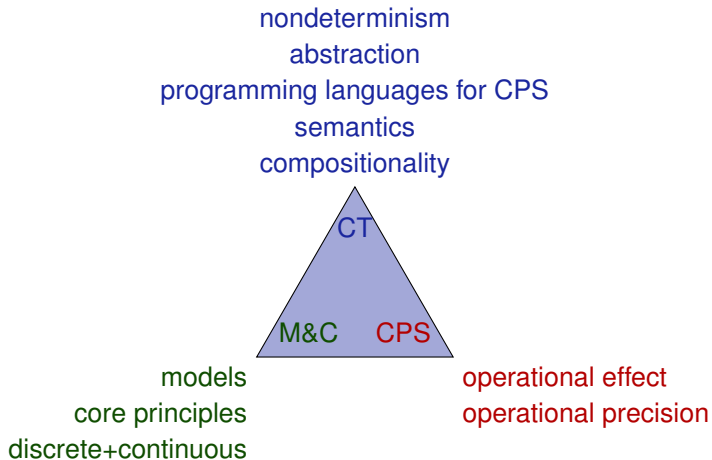 nondeterminism
abstraction
programming languages for CPS
semantics
compositionality
CT
M&C
CPS
models
core principles
discrete+continuous
operational effect
operational precision